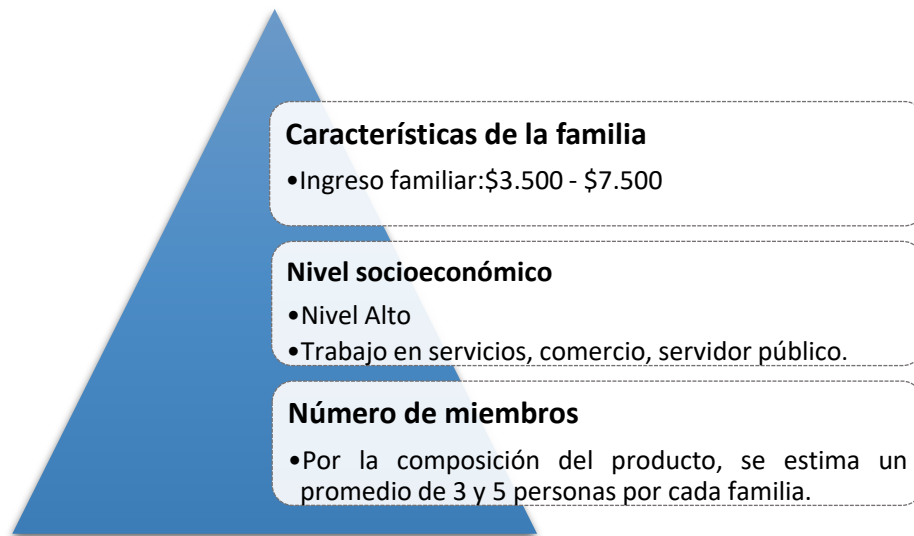 Característícas de la familia
•Ingreso familiar:$3.500 - $7.500
Nivel socioeconómico
•Nivel Alto
•Trabajo en servicios, comercio, servidor público.
Número de miembros
•Por la composición del producto, se estima un
promedio de 3 y 5 personas por cada familia.